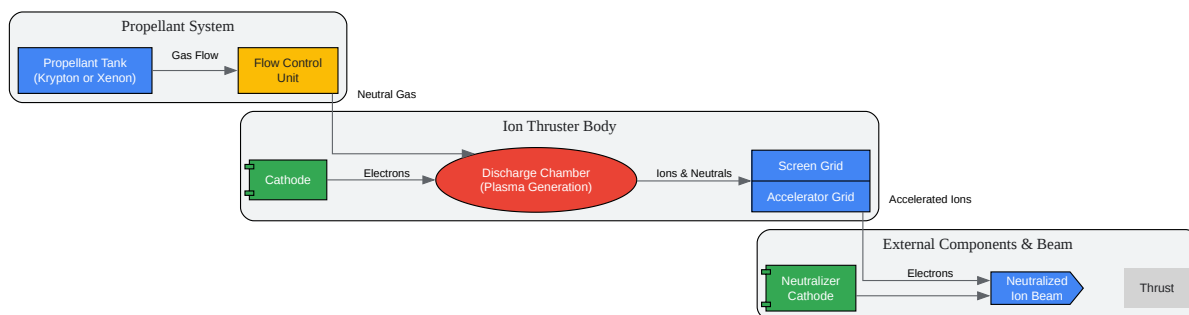 Propellant System
Propellant Tank
(Krypton or Xenon)
Gas Flow
Flow Control
Unit
Neutral Gas
Ion Thruster Body
Cathode
Electrons
Discharge Chamber
(Plasma Generation)
Ions & Neutrals
Screen Grid
Accelerator Grid
Accelerated Ions
External Components & Beam
Neutralizer
Cathode
Electrons
Neutralized
Ion Beam
Thrust